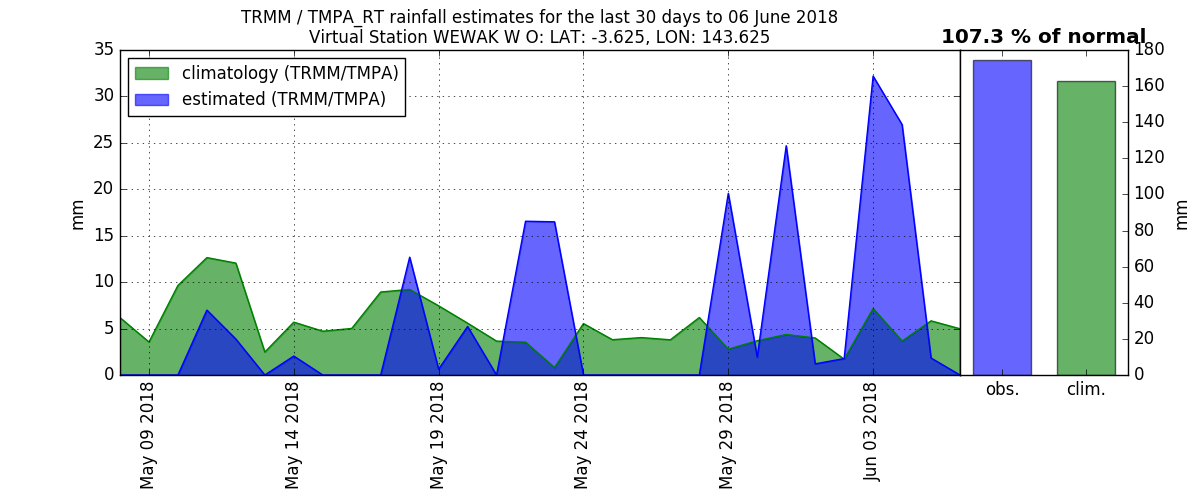 TRMM / TMPA_RT rainfall estimates for the last 30 days to 06 June 2018
Virtual Station WEWAK W O: LAT: -3.625, LON: 143.625
107.3 % of normal
climatology (TRMM/TMPA)
estimated (TRMM/TMPA)
mm
35
30
25
20
15
10
5
0
May 09 2018
May 14 2018
May 19 2018
May 24 2018
May 29 2018
Jun 03 2018
obs.
clim.
180
160
140
120
100
80
60
40
20
0
mm